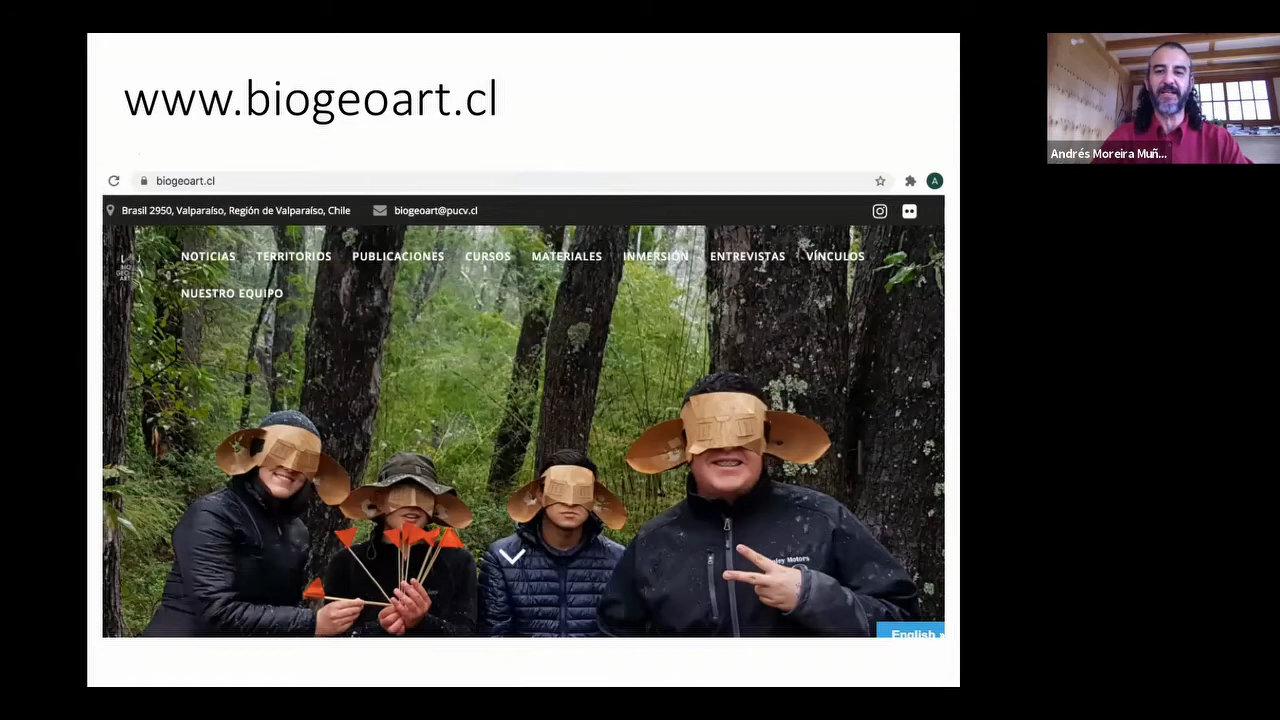 www.biogeoart.cl
Andrés Moreira Muñ...
biogeoart.cl
A
Brasil 2950, Valparaíso, Región de Valparaíso, Chile
biogeoart@pucv.cl
NOTICIAS TERRITORIOS PUBLICACIONES CURSOS MATERIALES INMERSIÓN ENTREVISTAS VÍNCULOS
NUESTRO EQUIPO
Motors
English